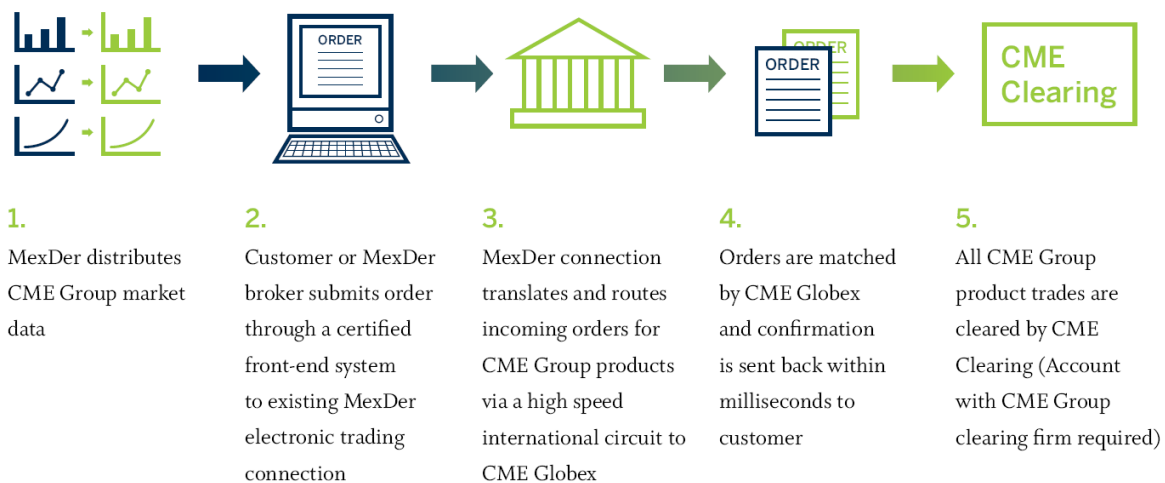 ORDER
ORDER
ORDER
CME
Clearing
1.
MexDer distributes
CME Group market
data
2.
Customer or MexDer
broker submits order
through a certified
front-end system
to existing MexDer
electronic trading
connection
3.
MexDer connection
translates and routes
incoming orders for
CME Group products
via a high speed
international circuit to
CME Globex
4.
Orders are matched
by CME Globex
and confirmation
is sent back within
milliseconds to
customer
5.
All CME Group
product trades are
cleared by CME
Clearing (Account
with CME Group
clearing firm required)